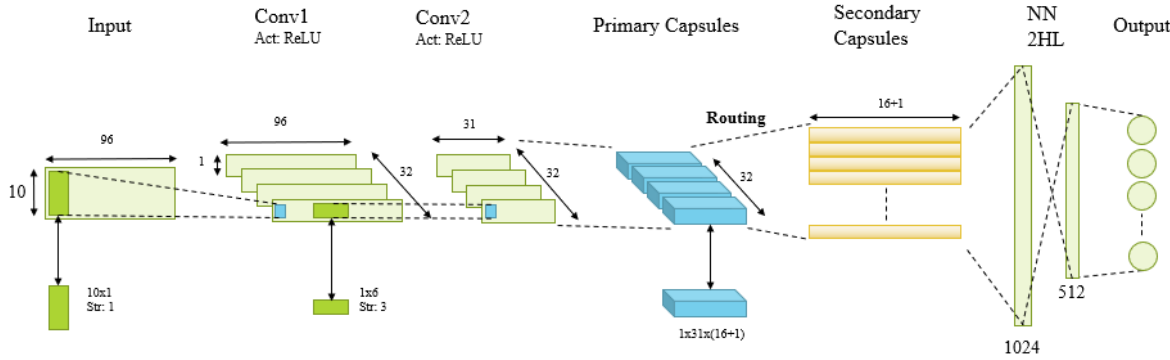 Input
Conv1
Act: ReLU
Conv2
Act: ReLU
Primary Capsules
Secondary
Capsules
NN
2HL
Output
96
10
10x1
Str: 1
96
1
32
1x6
Str: 3
31
32
Routing
32
1x31x(16+1)
16+1
1024
512